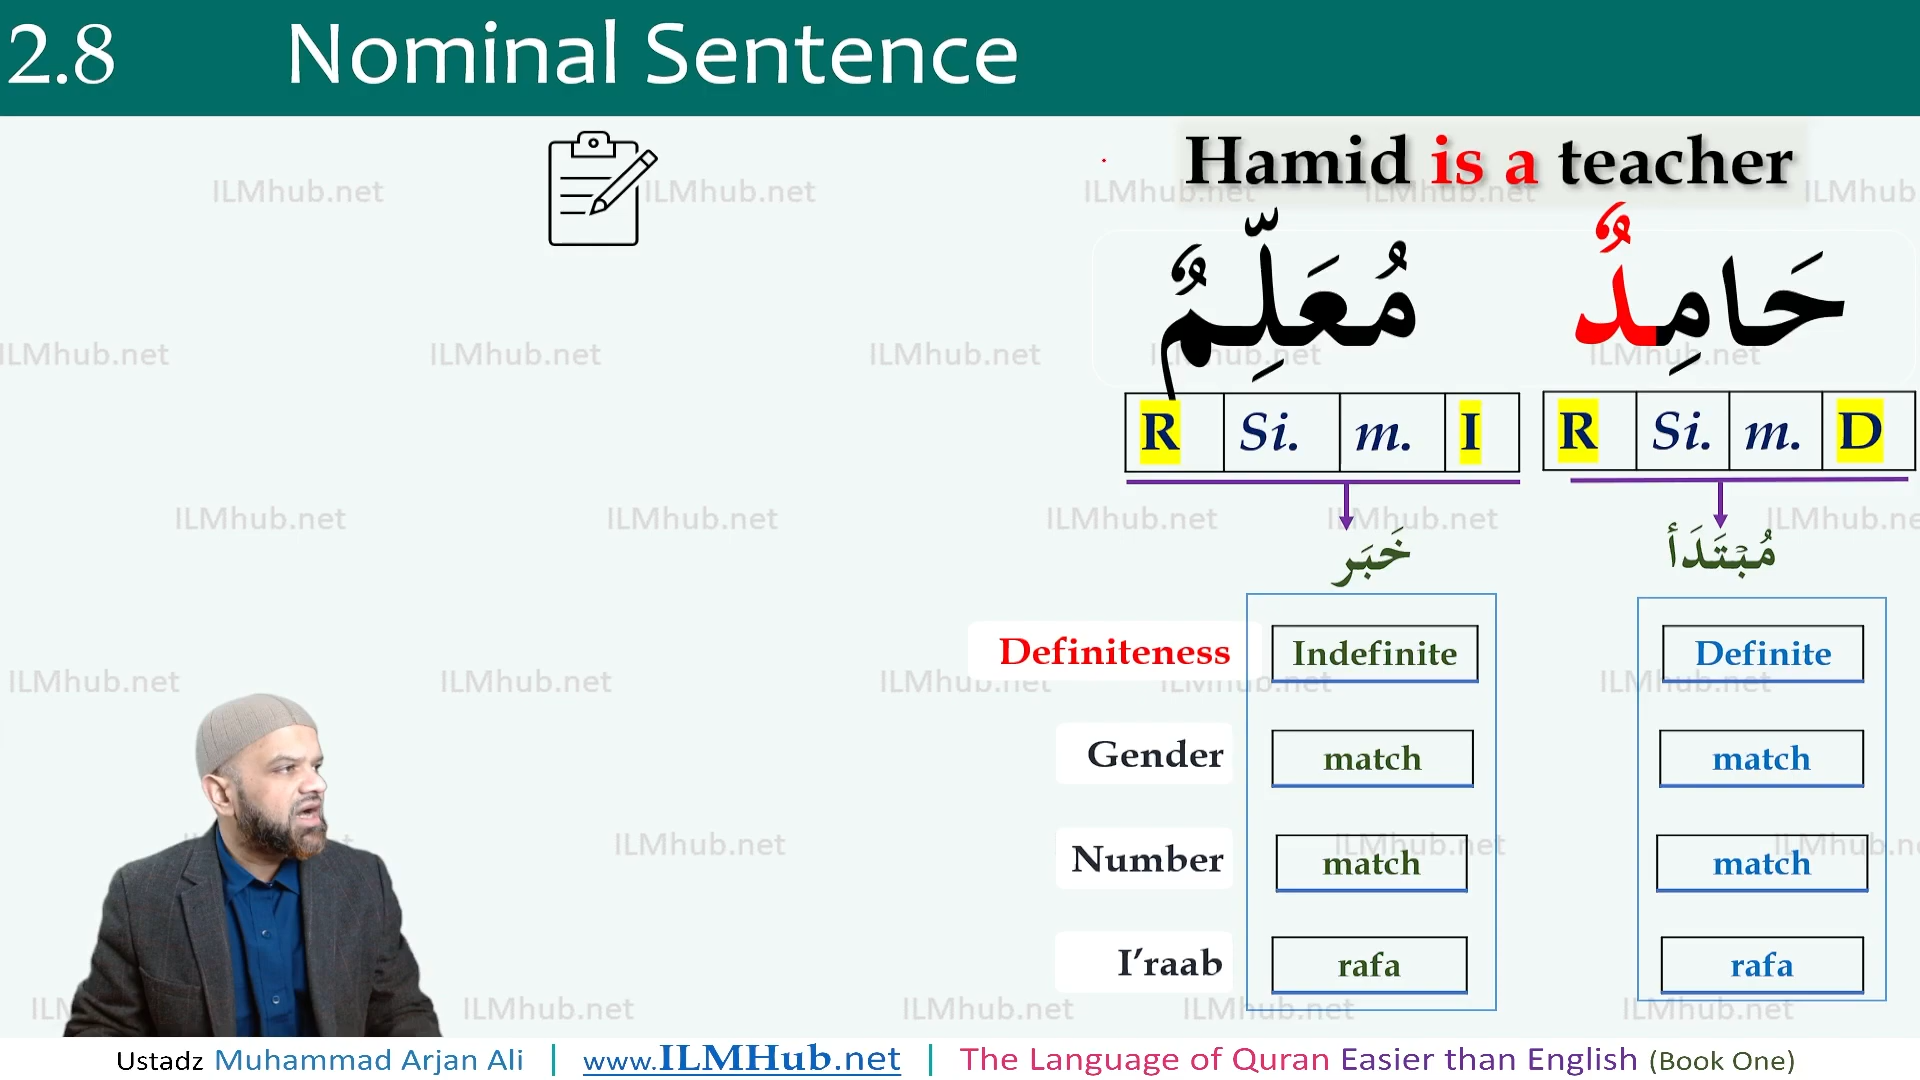 2.8 Nominal Sentence
Hamid is a teacher
حَامِدٌ مُعَلِّمٌ
R Si. m. I R Si. m. D
خَبَر مُبْتَدَأ
Definiteness Indefinite Definite
Gender match match
Number match match
I’raab rafa rafa
Ustadz Muhammad Arjan Ali | www.ILMHub.net | The Language of Quran Easier than English (Book One)
ILMhub.net